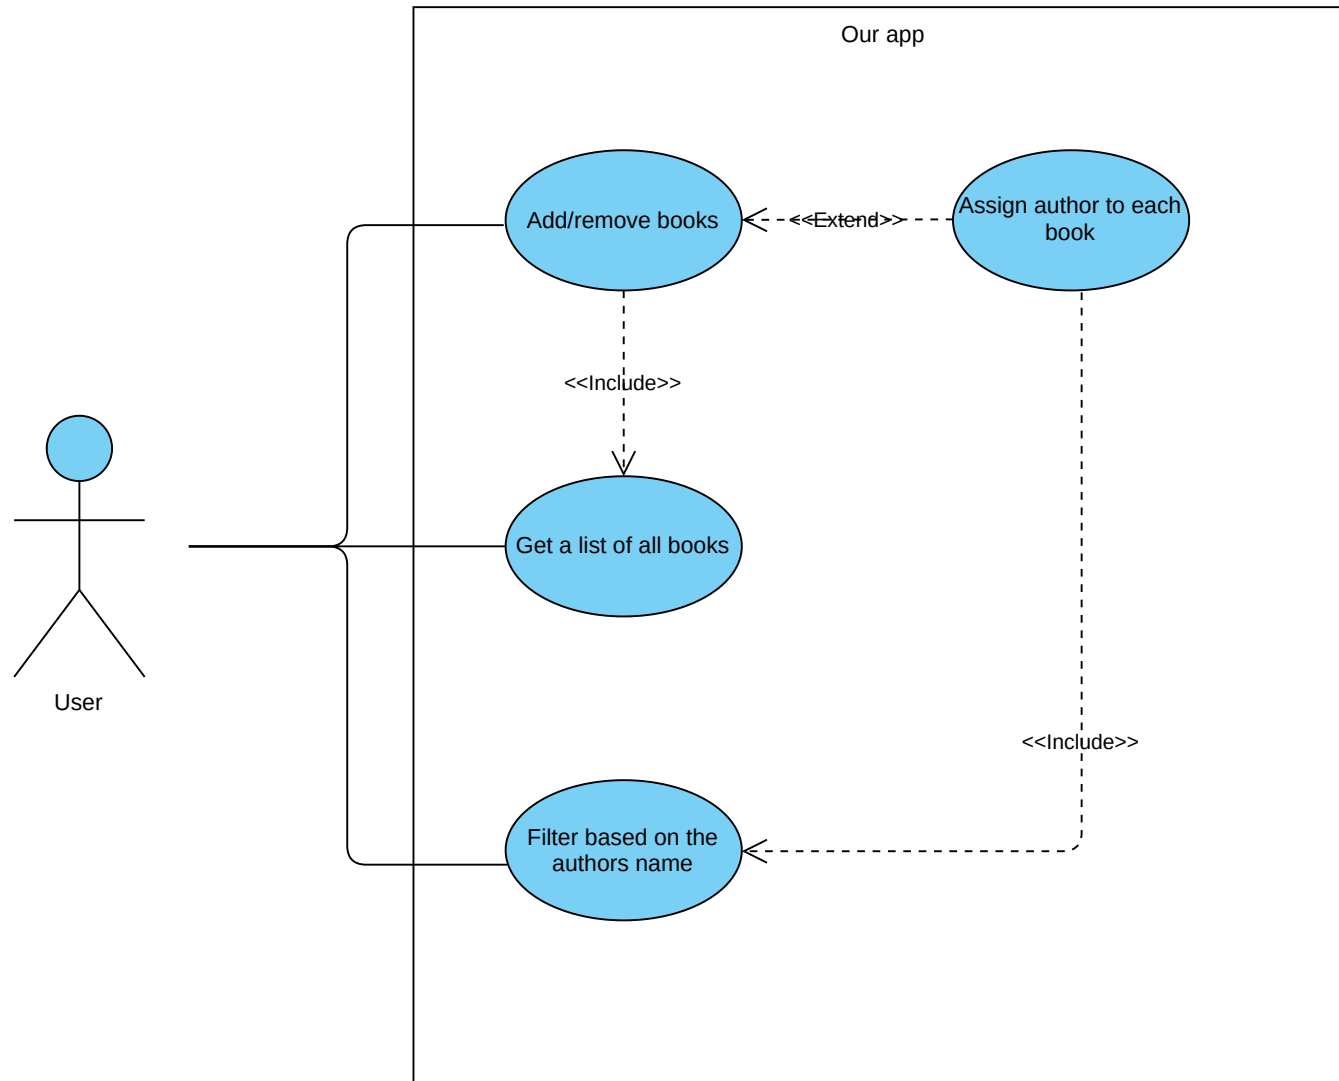 Our app
Add/remove books
<<Extend>>
Assign author to each
book
<<Include>>
Get a list of all books
User
<<Include>>
Filter based on the
authors name